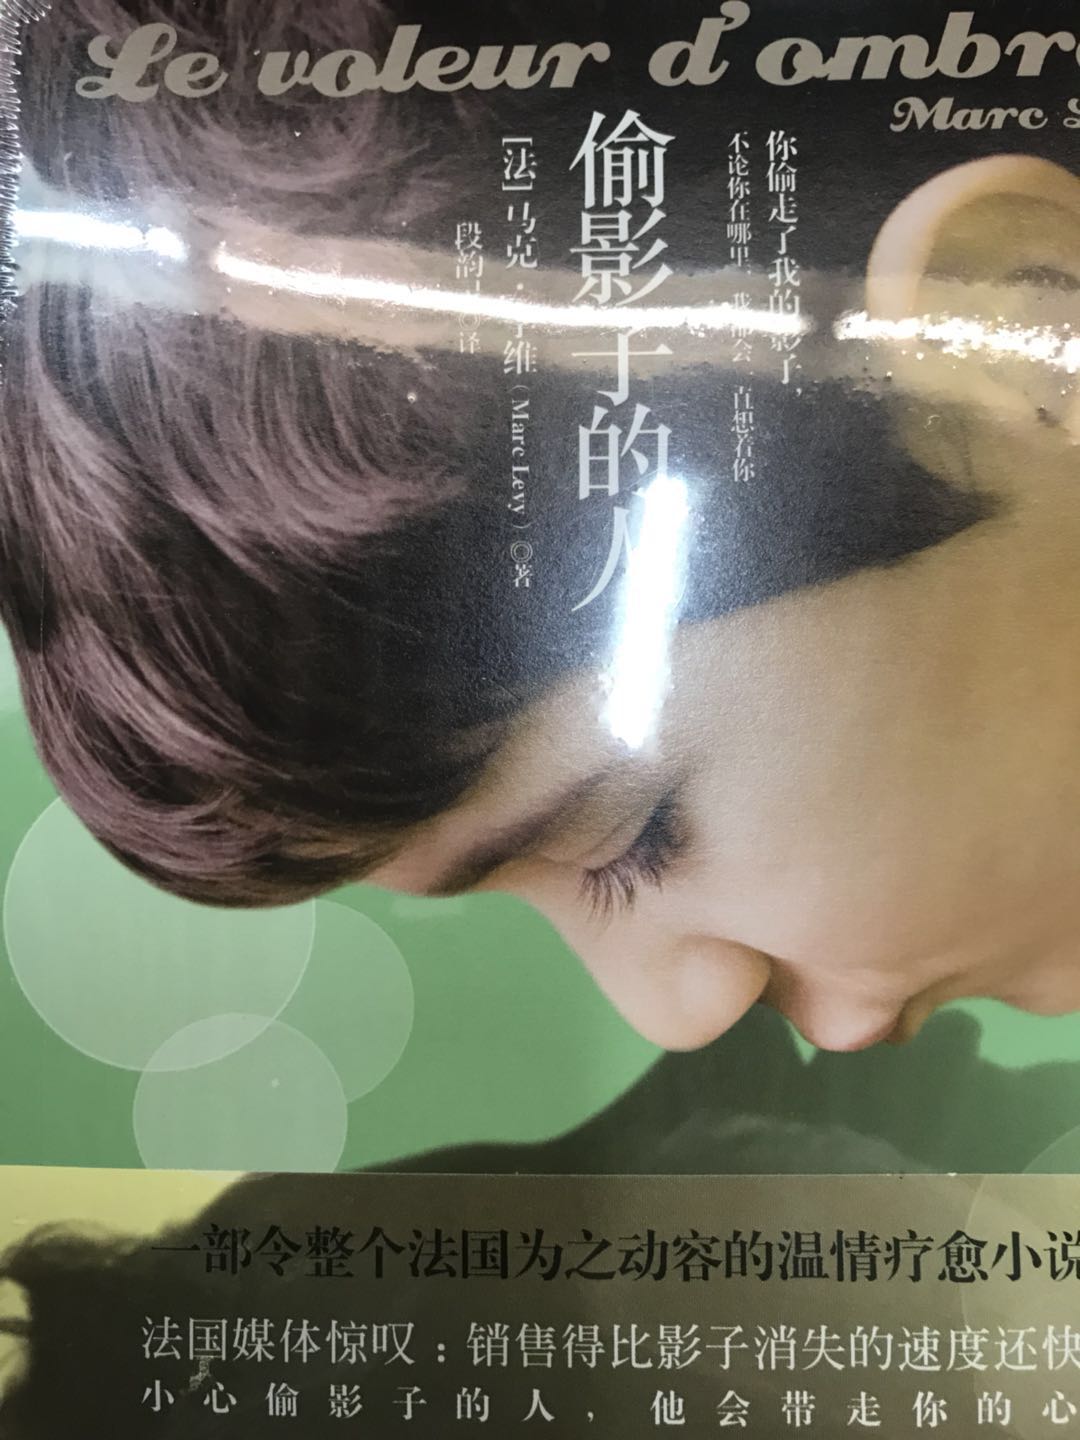 Le voleur d'ombre
Marc
你偷走了我的影子，
不论你在哪里，我都会一直想着你
偷影子的人
[法]马克·李维（Marc Levy）◎著
段韵 ◎译
一部令整个法国为之动容的温情疗愈小说
法国媒体惊叹：销售得比影子消失的速度还快
小心偷影子的人，他会带走你的心